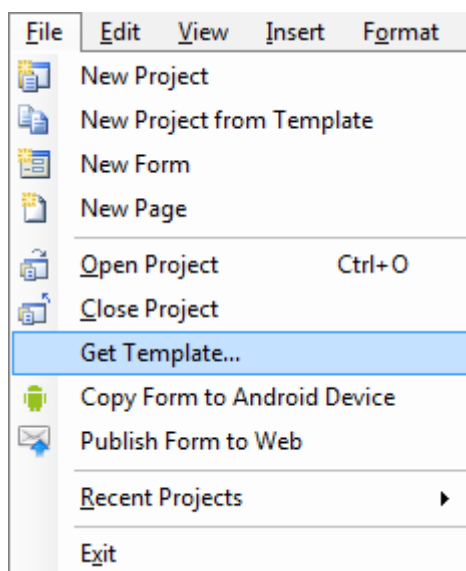 File Edit View Insert Format
New Project
New Project from Template
New Form
New Page
Open Project Ctrl+O
Close Project
Get Template...
Copy Form to Android Device
Publish Form to Web
Recent Projects
Exit